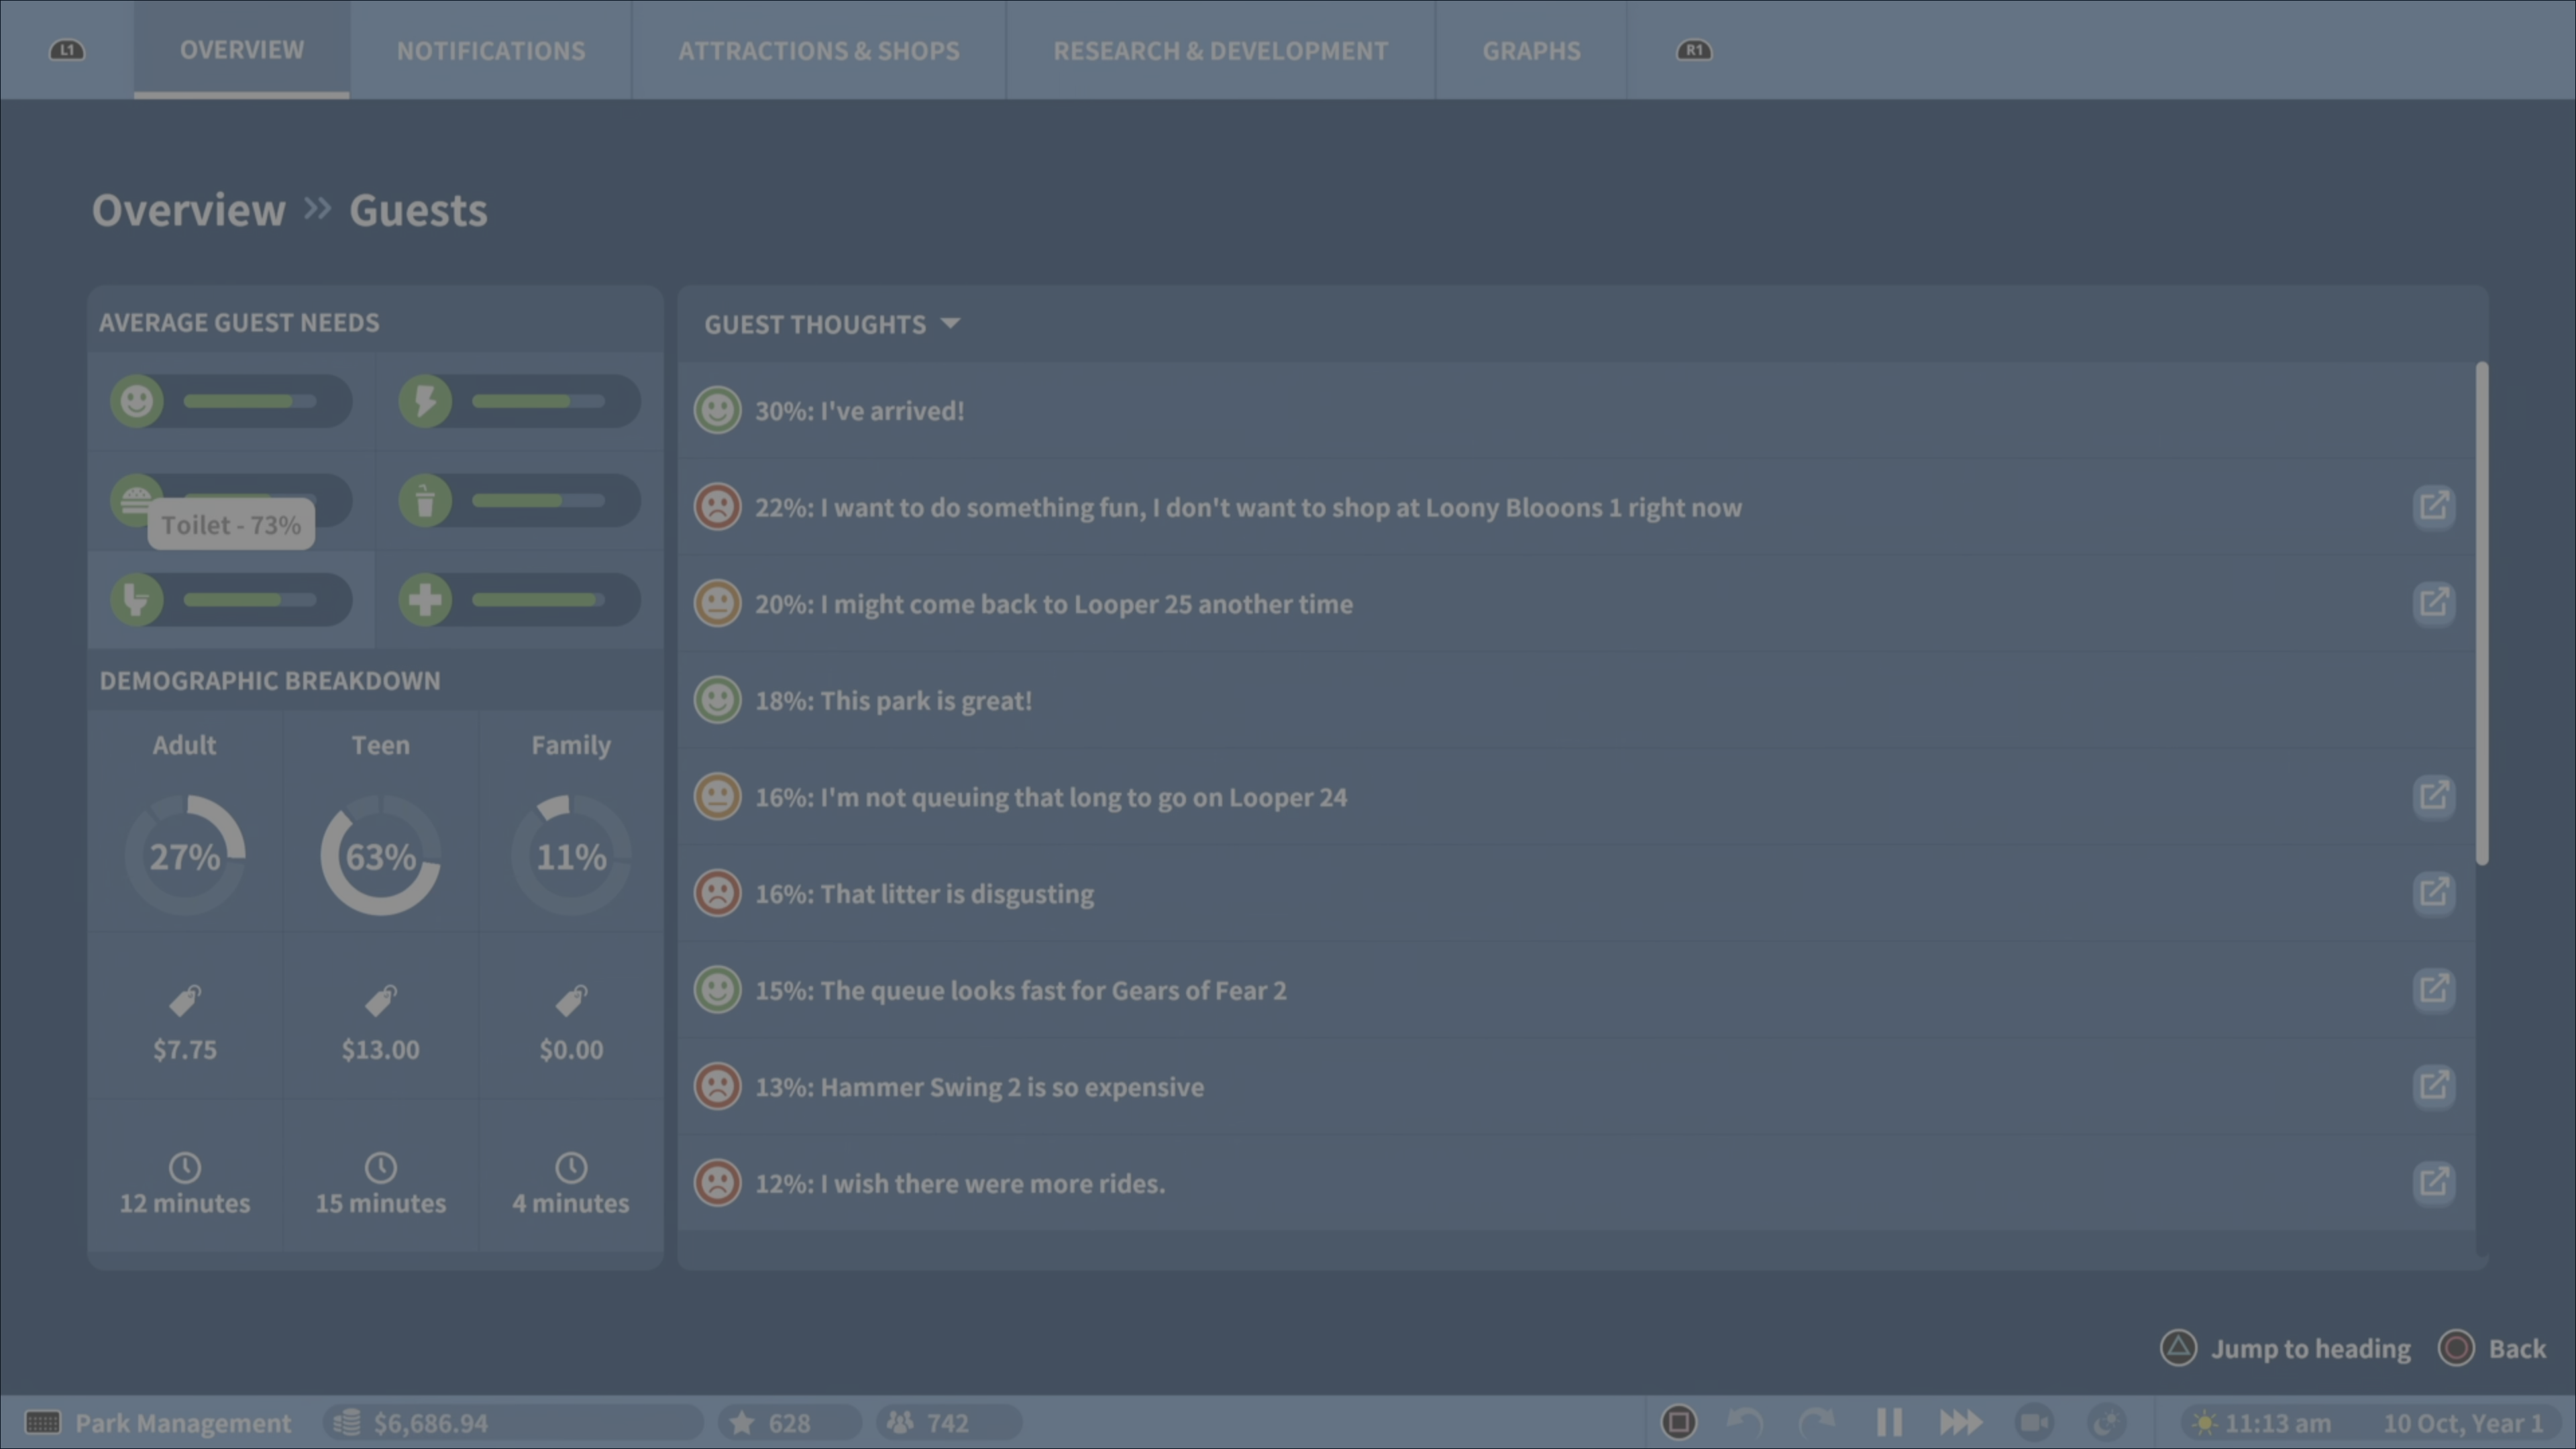 L1
OVERVIEW
NOTIFICATIONS
ATTRACTIONS & SHOPS
RESEARCH & DEVELOPMENT
GRAPHS
R1
Overview » Guests
AVERAGE GUEST NEEDS
Toilet - 73%
DEMOGRAPHIC BREAKDOWN
Adult
Teen
Family
27%
63%
11%
$7.75
$13.00
$0.00
12 minutes
15 minutes
4 minutes
GUEST THOUGHTS
30%: I've arrived!
22%: I want to do something fun, I don't want to shop at Loony Blooons 1 right now
20%: I might come back to Looper 25 another time
18%: This park is great!
16%: I'm not queuing that long to go on Looper 24
16%: That litter is disgusting
15%: The queue looks fast for Gears of Fear 2
13%: Hammer Swing 2 is so expensive
12%: I wish there were more rides.
Jump to heading
Back
Park Management
$6,686.94
628
742
11:13 am
10 Oct, Year 1